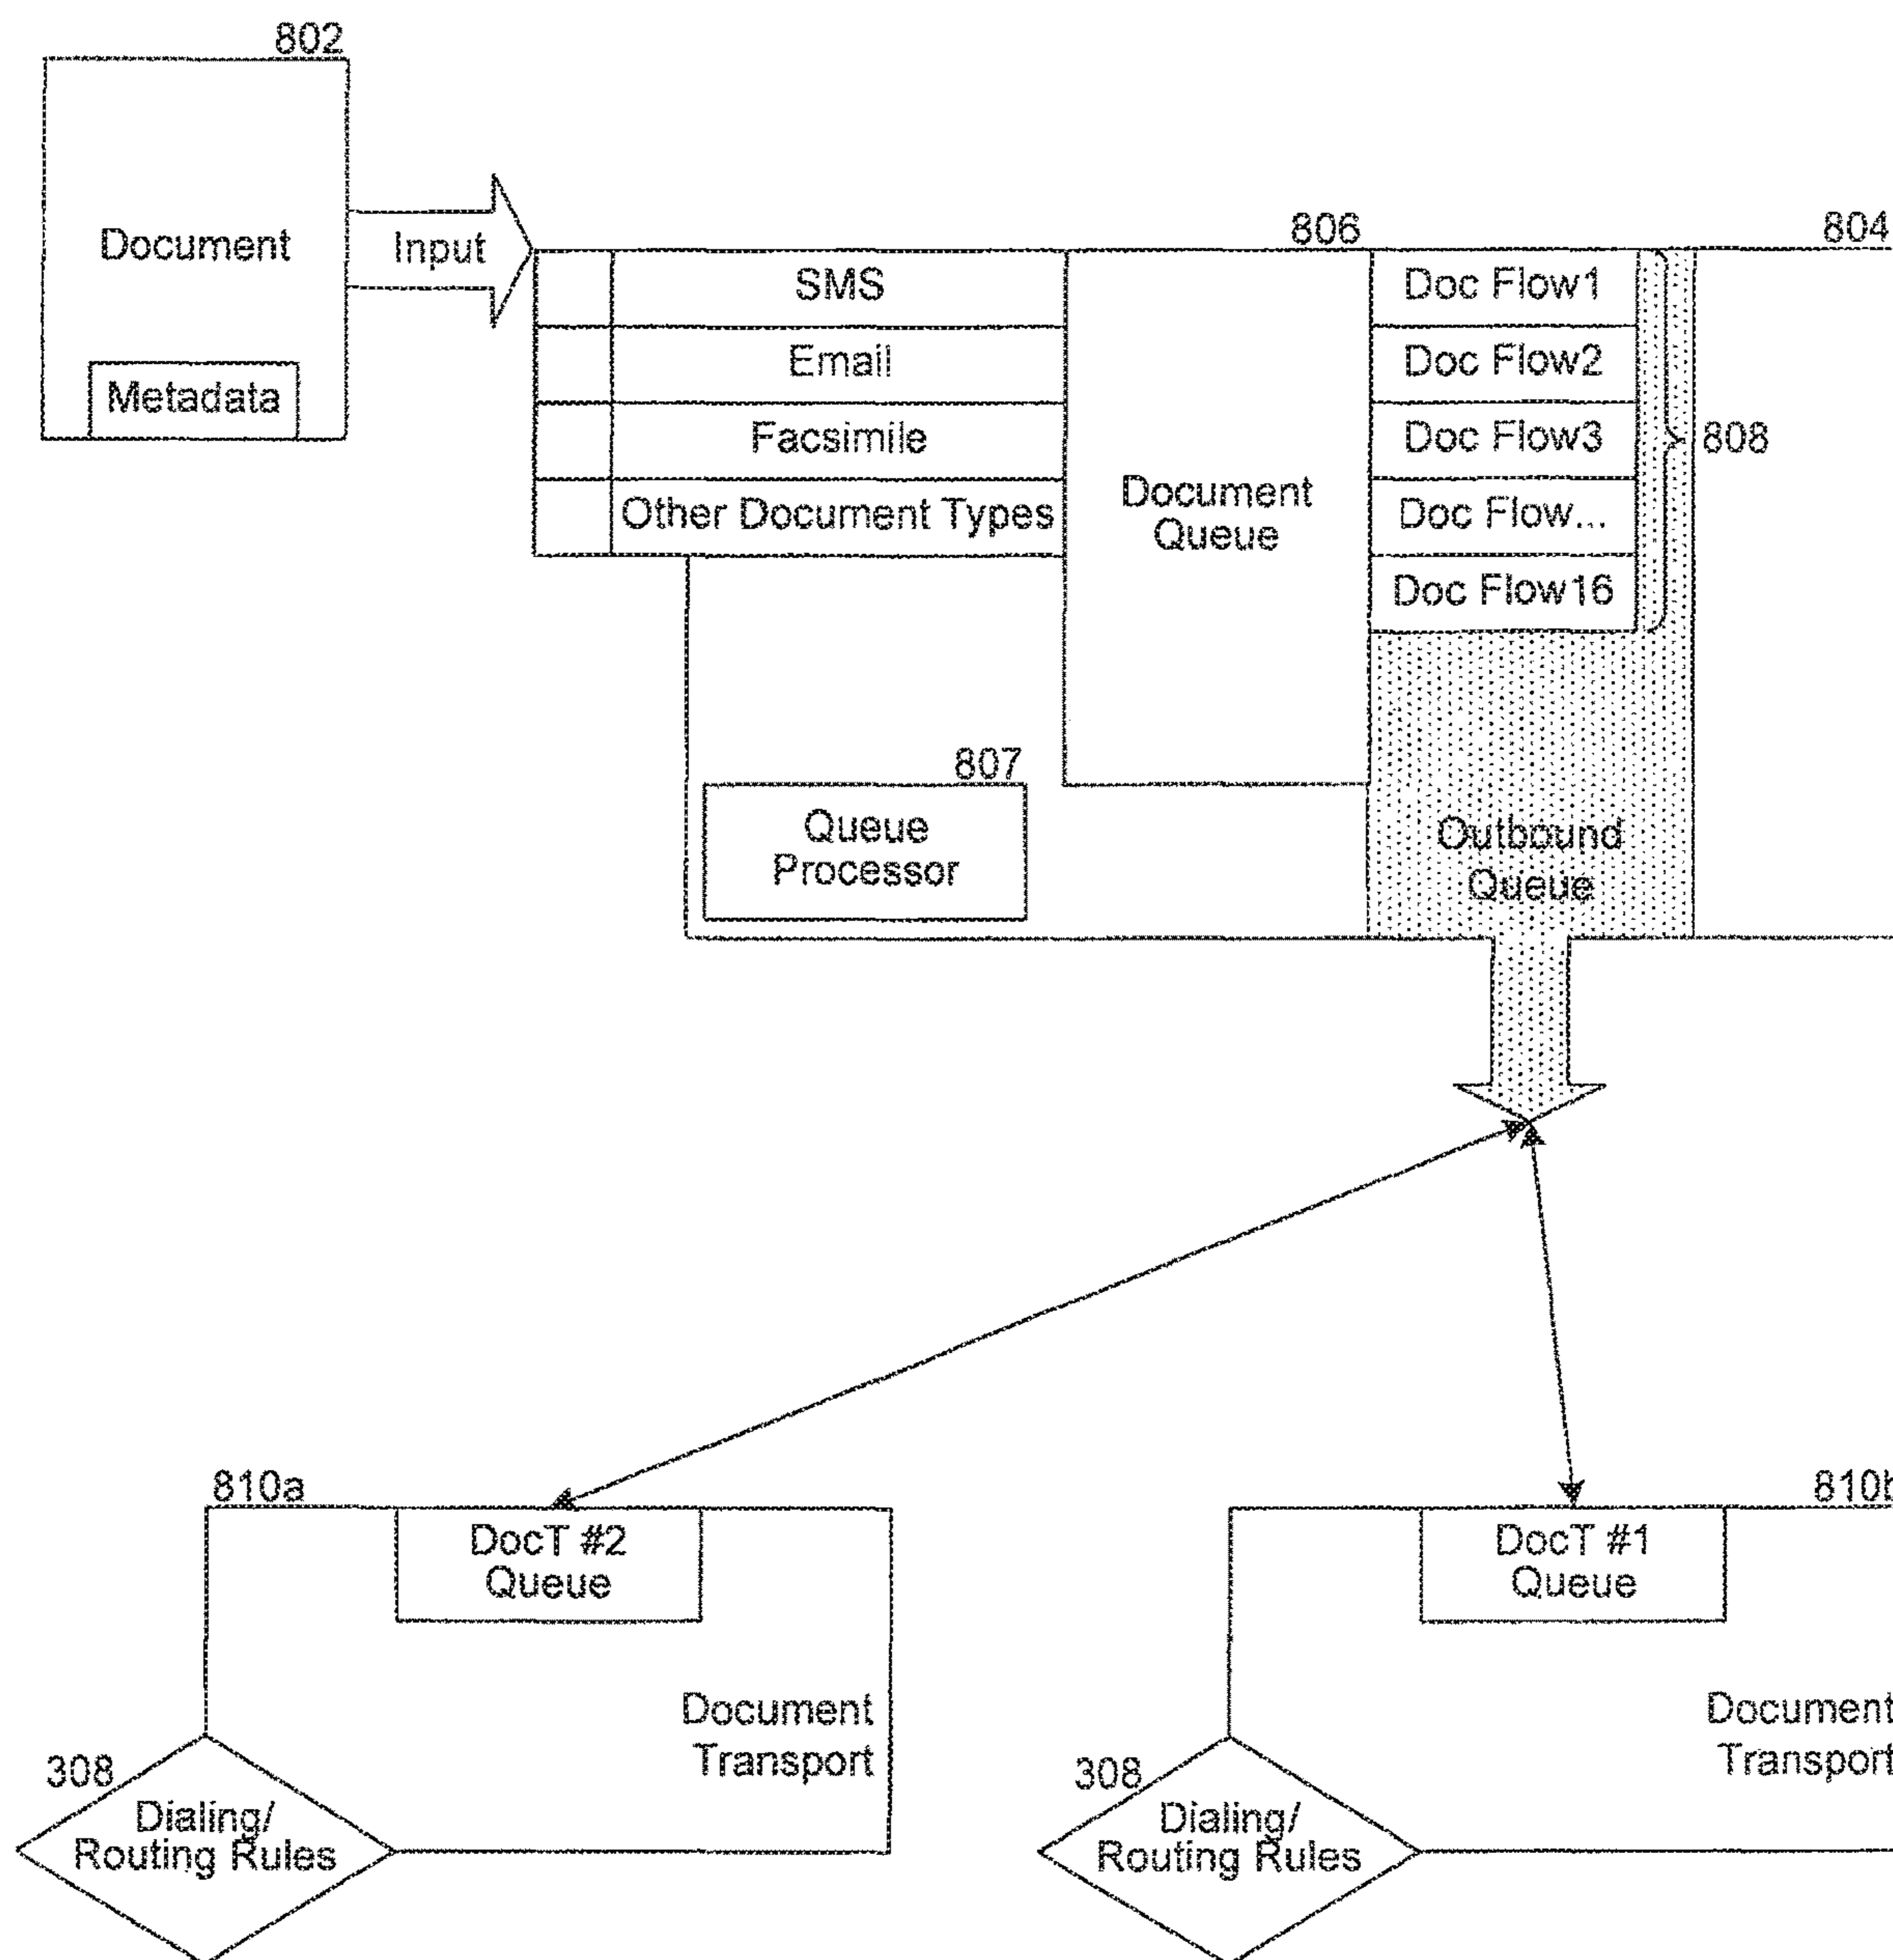 802
Document
Metadata
Input
806
804
SMS
Email
Facsimile
Other Document Types
Document
Queue
Doc Flow1
Doc Flow2
Doc Flow3
Doc Flow...
Doc Flow16
808
807
Queue
Processor
Outbound
Queue
810a
DocT #2
Queue
Document
Transport
308
Dialing/
Routing Rules
810b
DocT #1
Queue
Document
Transport
308
Dialing/
Routing Rules